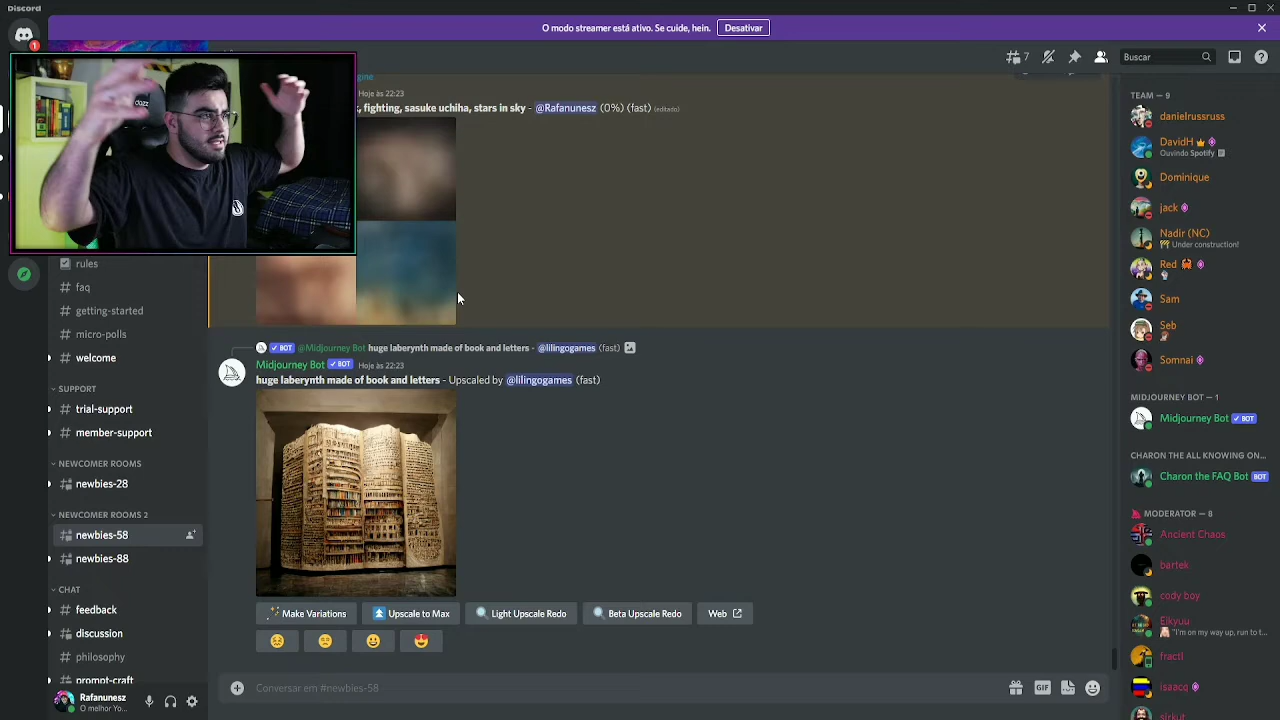 Discord
O modo streamer está ativo. Se cuide, hein.
Desativar
1
7
Buscar
dazz
Hoje às 22:23
, fighting, sasuke uchiha, stars in sky - @Rafanunesz (0%) (fast) (editado)
BOT @Midjourney Bot huge laberynth made of book and letters - @lilingogames (fast)
Midjourney Bot BOT Hoje às 22:23
huge laberynth made of book and letters - Upscaled by @lilingogames (fast)
Make Variations
Upscale to Max
Light Upscale Redo
Beta Upscale Redo
Web
Conversar em #newbies-58
GIF
rules
faq
getting-started
micro-polls
welcome
SUPPORT
trial-support
member-support
NEWCOMER ROOMS
newbies-28
NEWCOMER ROOMS 2
newbies-58
newbies-88
CHAT
feedback
discussion
philosophy
prompt-craft
Rafanunesz
O melhor Yo...
TEAM — 9
danielrussruss
DavidH
Ouvindo Spotify
Dominique
jack
Nadir (NC)
Under construction!
Red
Sam
Seb
Somnai
MIDJOURNEY BOT — 1
Midjourney Bot BOT
CHARON THE ALL KNOWING ON...
Charon the FAQ Bot BOT
MODERATOR — 8
Ancient Chaos
bartek
cody boy
Eikyuu
"I'm on my way up, run to t...
fractl
isaacq
sirkut